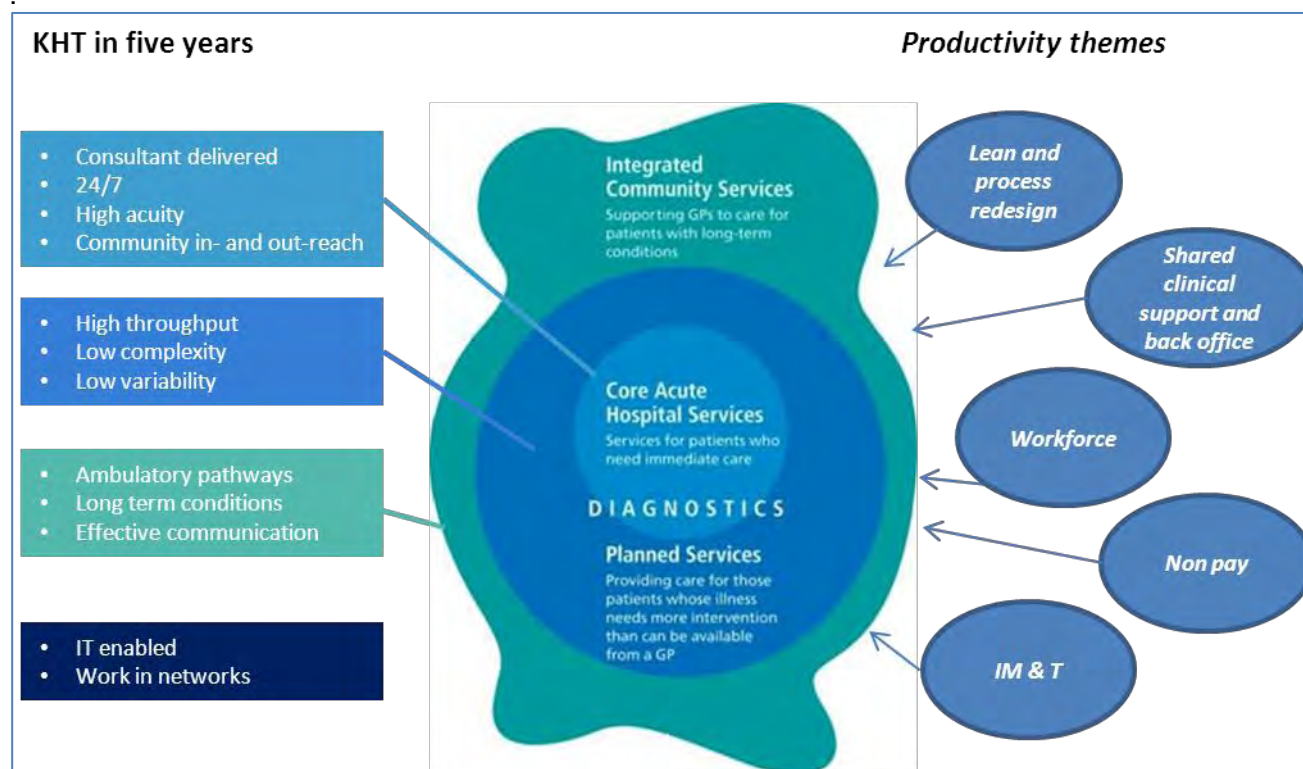 .
KHT in five years
Productivity themes
• Consultant delivered
• 24/7
• High acuity
• Community in- and out-reach
• High throughput
• Low complexity
• Low variability
• Ambulatory pathways
• Long term conditions
• Effective communication
• IT enabled
• Work in networks
Integrated
Community Services
Supporting GPs to care for
patients with long-term
conditions
Core Acute
Hospital Services
Services for patients who
need immediate care
DIAGNOSTICS
Planned Services
Providing care for those
patients whose illness
needs more intervention
than can be available
from a GP
Lean and
process
redesign
Shared
clinical
support and
back office
Workforce
Non pay
IM & T